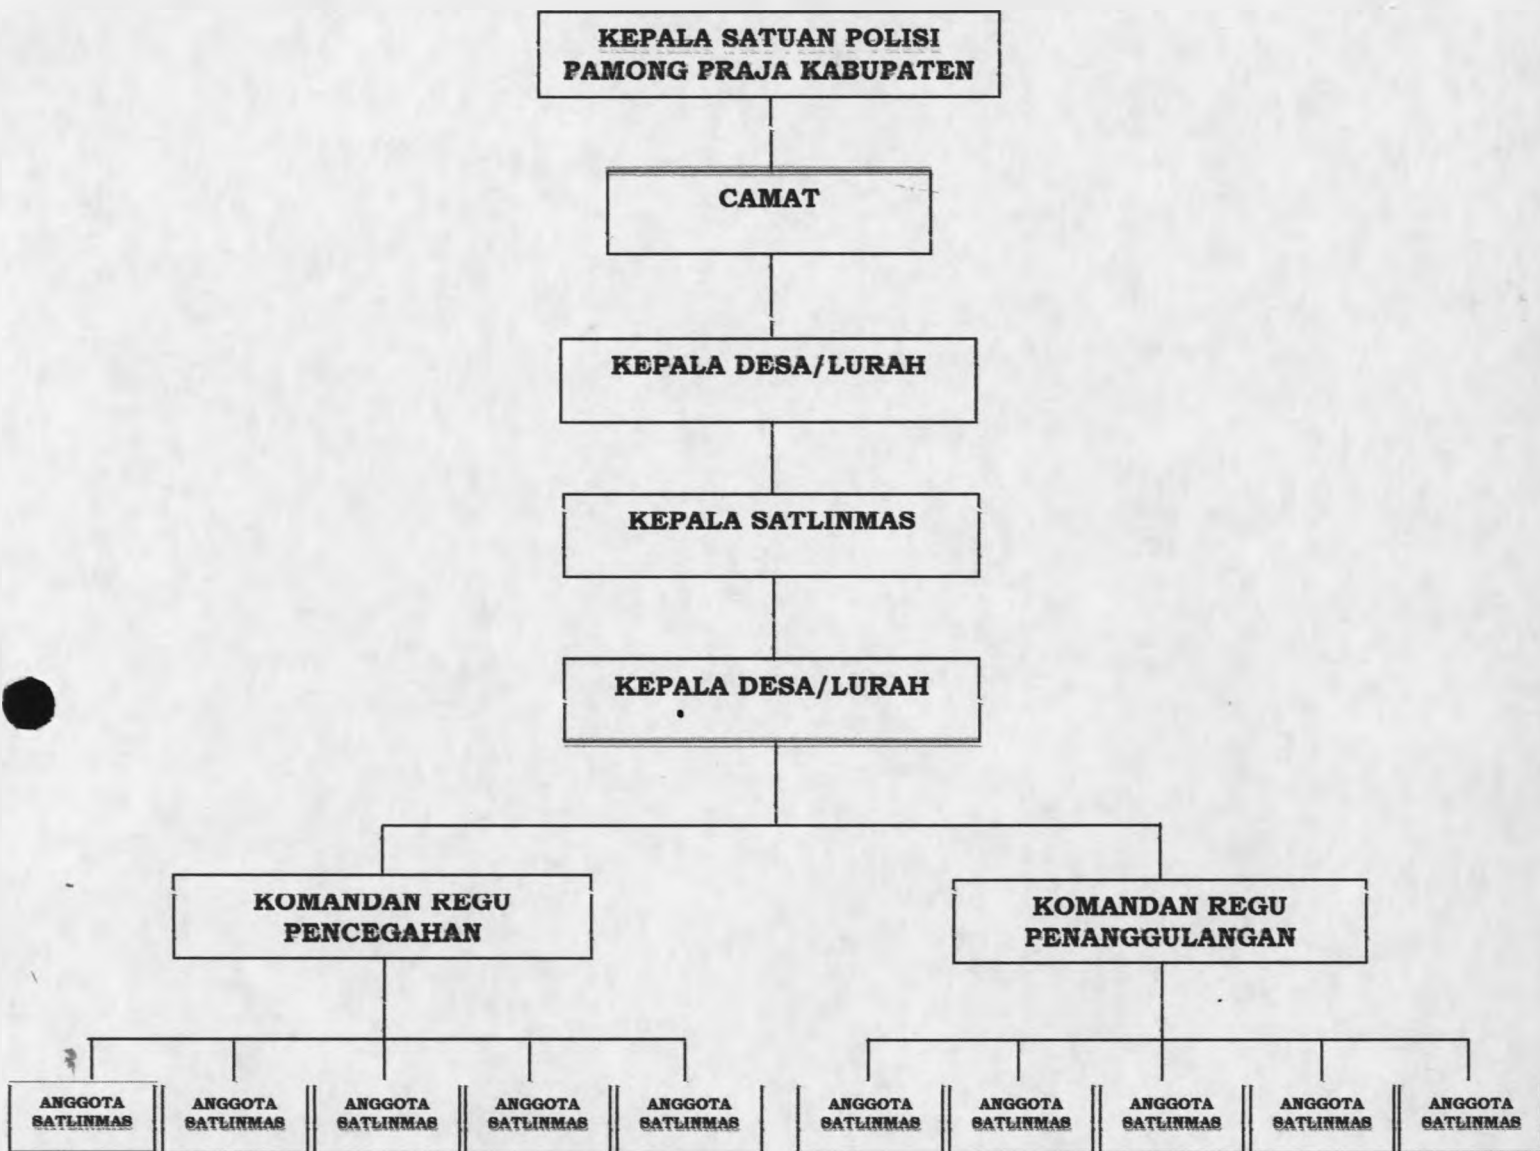 KEPALA SATUAN POLISI
PAMONG PRAJA KABUPATEN
CAMAT
KEPALA DESA/LURAH
KEPALA SATLINMAS
KEPALA DESA/LURAH
KOMANDAN REGU
PENCEGAHAN
KOMANDAN REGU
PENANGGULANGAN
ANGGOTA
SATLINMAS
ANGGOTA
SATLINMAS
ANGGOTA
SATLINMAS
ANGGOTA
SATLINMAS
ANGGOTA
SATLINMAS
ANGGOTA
SATLINMAS
ANGGOTA
SATLINMAS
ANGGOTA
SATLINMAS
ANGGOTA
SATLINMAS
ANGGOTA
SATLINMAS